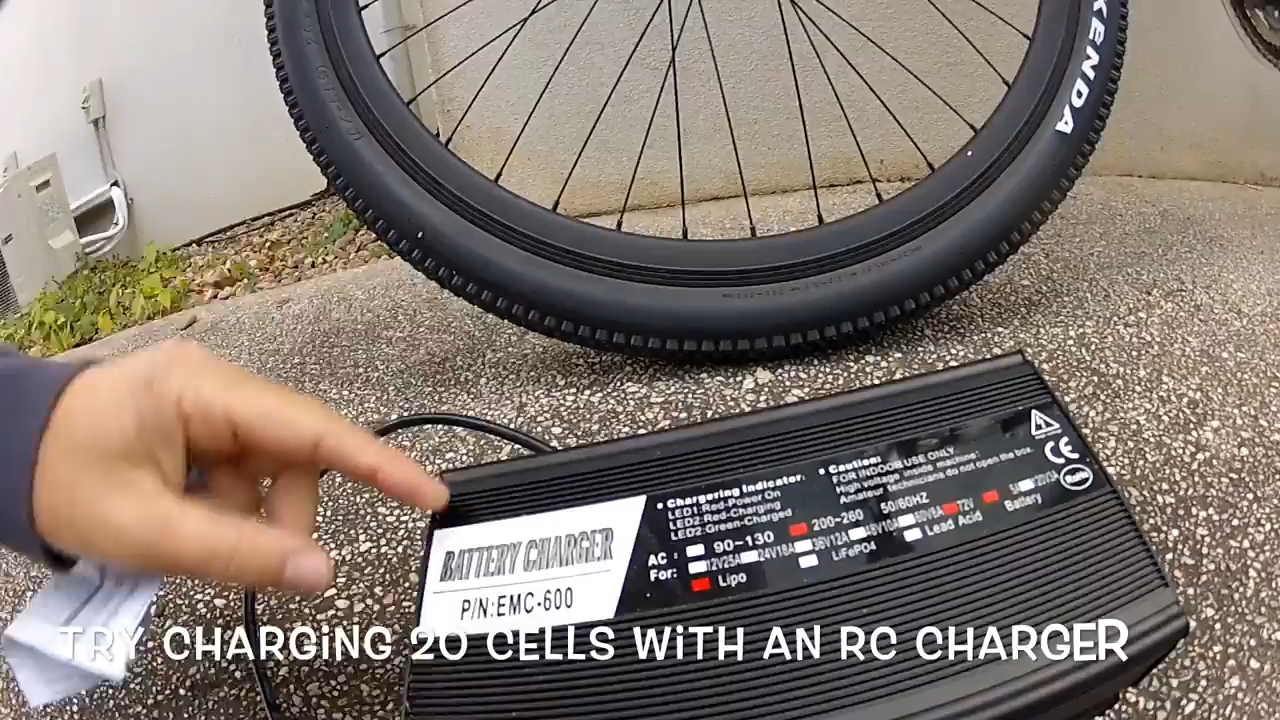 KENDA
BATTERY CHARGER
P/N:EMC-600
• Chargering Indicator:
LED1:Red-Power On
LED2:Red-Charging
LED2:Green-Charged
• Caution:
FOR INDOOR USE ONLY
High voltage inside machine:
Amateur technicians do not open the box.
AC : 90~130 200~260 50/60HZ
For: 12V25A 24V18A 36V12A 48V10A 60V8A 72V
Lipo LiFePO4 Lead Acid Battery
CE
RoHS
TRY CHARGING 20 CELLS WITH AN RC CHARGER